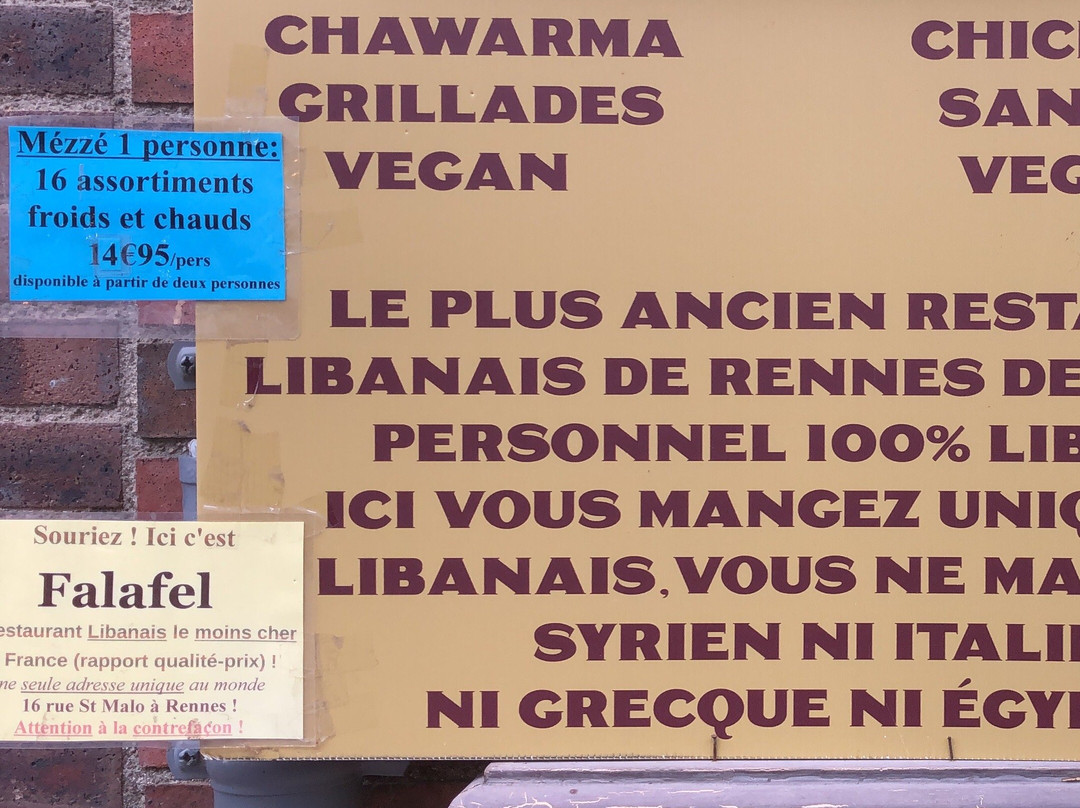 CHAWARMA
GRILLADES
VEGAN
CHIC
SAN
VEG
Mézzé 1 personne:
16 assortiments
froids et chauds
14€95/pers
disponible à partir de deux personnes
LE PLUS ANCIEN RESTA
LIBANAIS DE RENNES DE
PERSONNEL 100% LIB
ICI VOUS MANGEZ UNIQ
LIBANAIS, VOUS NE MA
SYRIEN NI ITALI
NI GRECQUE NI ÉGY
Souriez ! Ici c'est
Falafel
estaurant Libanais le moins cher
France (rapport qualité-prix) !
ne seule adresse unique au monde
16 rue St Malo à Rennes !
Attention à la contrefaçon !